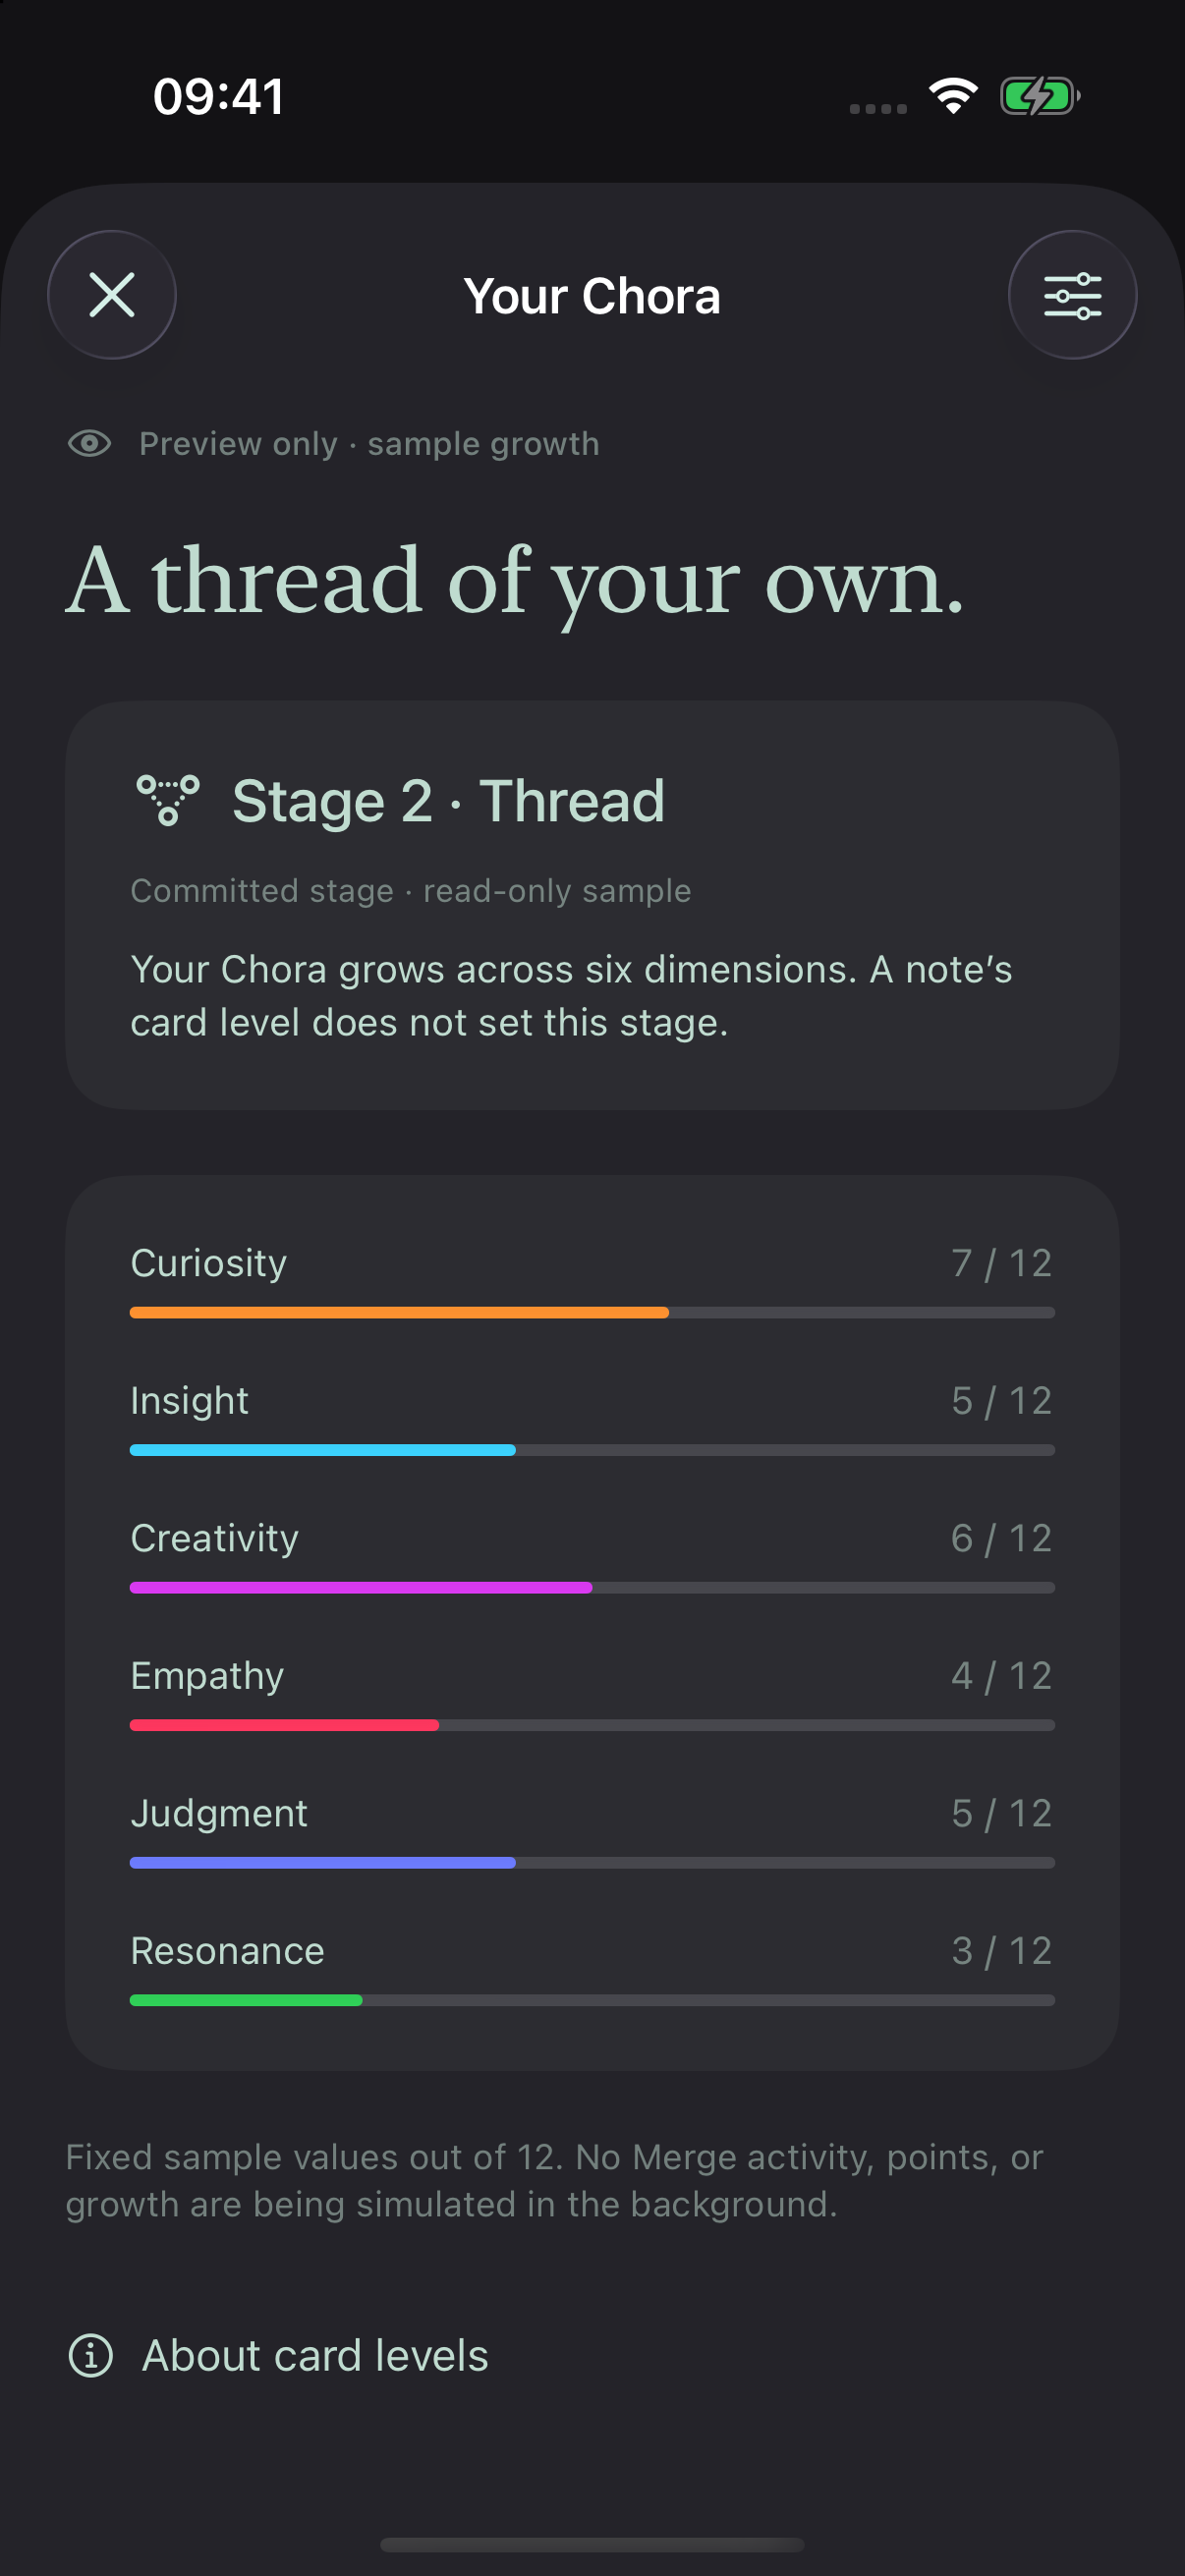 09:41
Your Chora
Preview only · sample growth
A thread of your own.
Stage 2 · Thread
Committed stage · read-only sample
Your Chora grows across six dimensions. A note’s
card level does not set this stage.
Curiosity 7 / 12
Insight 5 / 12
Creativity 6 / 12
Empathy 4 / 12
Judgment 5 / 12
Resonance 3 / 12
Fixed sample values out of 12. No Merge activity, points, or
growth are being simulated in the background.
About card levels